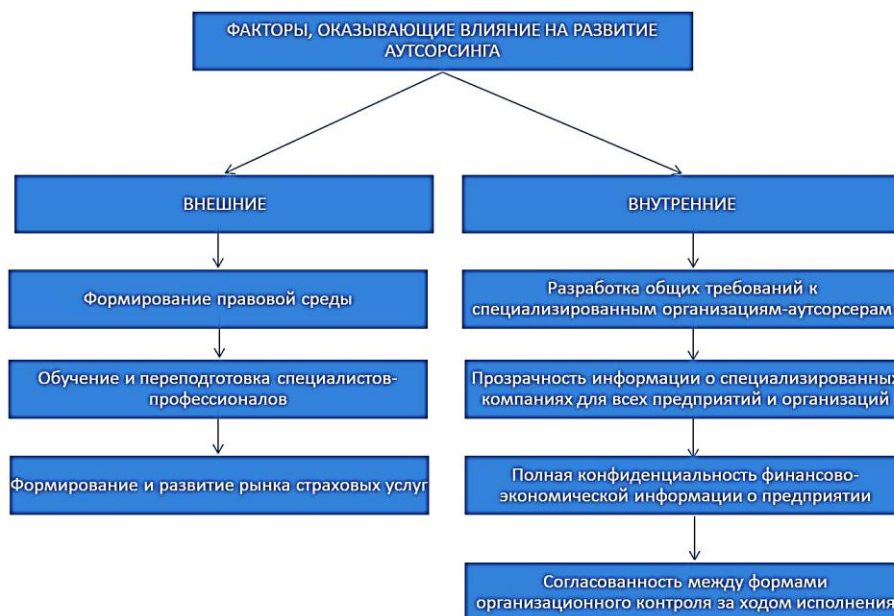 ФАКТОРЫ, ОКАЗЫВАЮЩИЕ ВЛИЯНИЕ НА РАЗВИТИЕ
АУТСОРСИНГА
ВНЕШНИЕ
Формирование правовой среды
Обучение и переподготовка специалистов-
профессионалов
Формирование и развитие рынка страховых услуг
ВНУТРЕННИЕ
Разработка общих требований к
специализированным организациям-аутсорсерам
Прозрачность информации о специализированных
компаниях для всех предприятий и организаций
Полная конфиденциальность финансово-
экономической информации о предприятии
Согласованность между формами
организационного контроля за ходом исполнения